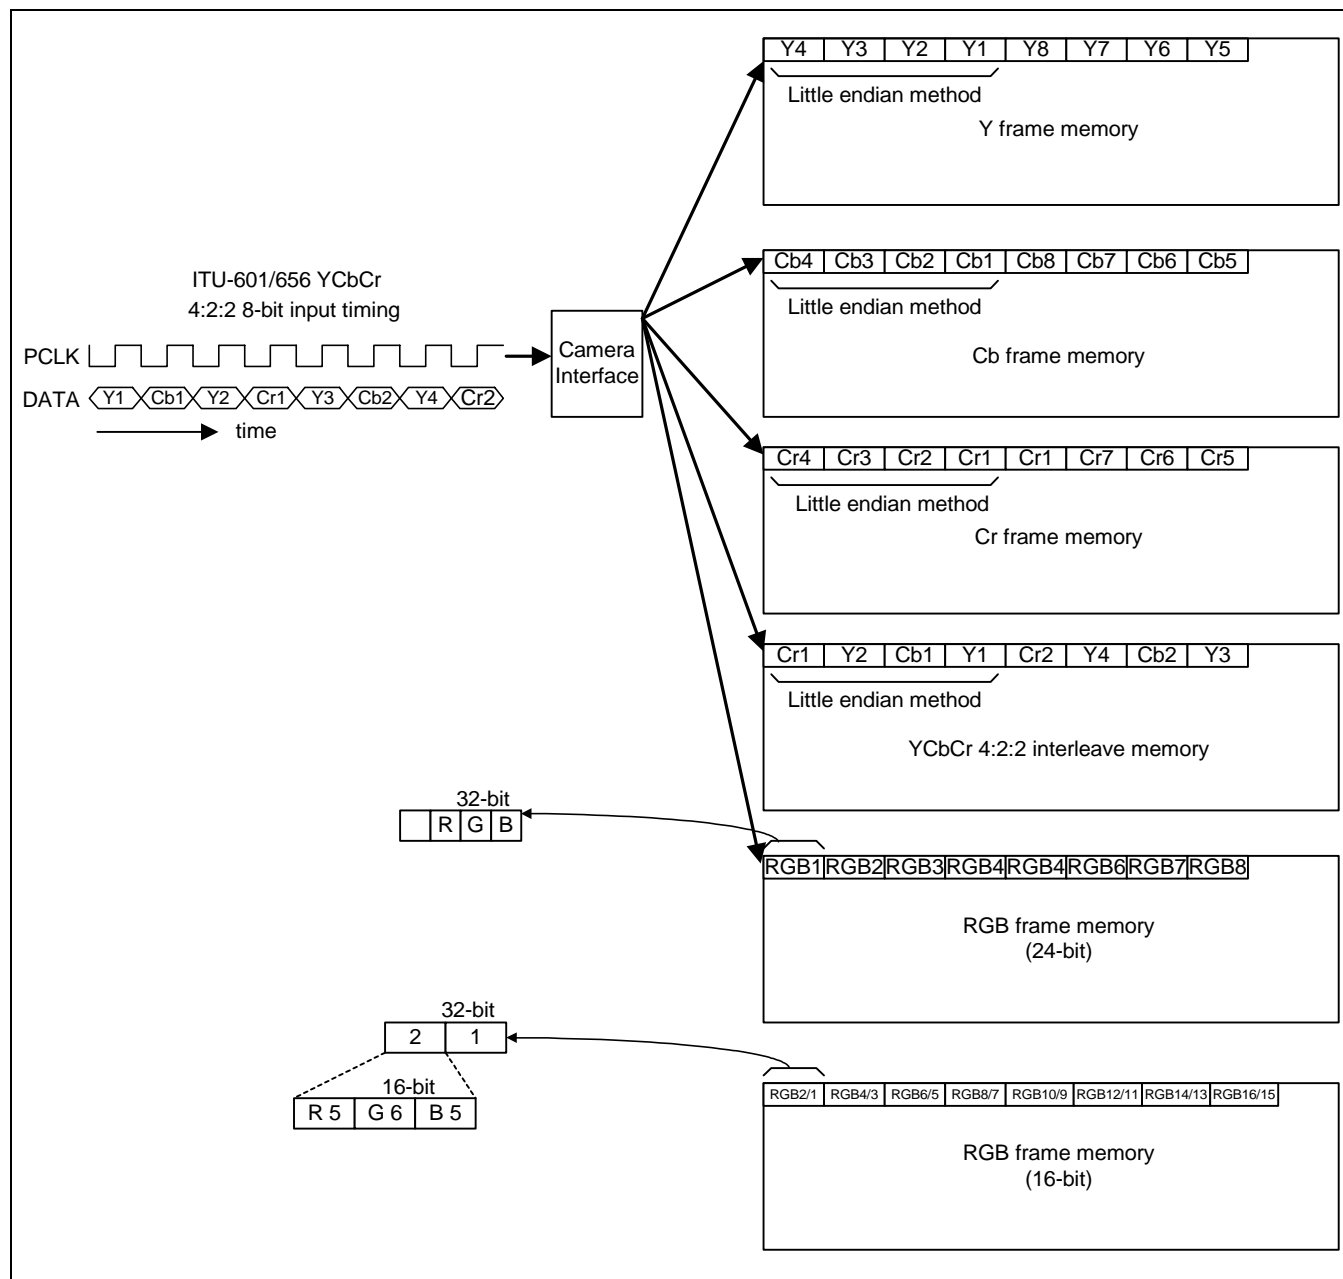 Y4 Y3 Y2 Y1 Y8 Y7 Y6 Y5
Little endian method
Y frame memory
ITU-601/656 YCbCr
4:2:2 8-bit input timing
PCLK
DATA Y1 Cb1 Y2 Cr1 Y3 Cb2 Y4 Cr2
time
Camera
Interface
Cb4 Cb3 Cb2 Cb1 Cb8 Cb7 Cb6 Cb5
Little endian method
Cb frame memory
Cr4 Cr3 Cr2 Cr1 Cr1 Cr7 Cr6 Cr5
Little endian method
Cr frame memory
Cr1 Y2 Cb1 Y1 Cr2 Y4 Cb2 Y3
Little endian method
YCbCr 4:2:2 interleave memory
32-bit
R G B
RGB1 RGB2 RGB3 RGB4 RGB4 RGB6 RGB7 RGB8
RGB frame memory
(24-bit)
32-bit
2 1
16-bit
R 5 G 6 B 5
RGB2/1 RGB4/3 RGB6/5 RGB8/7 RGB10/9 RGB12/11 RGB14/13 RGB16/15
RGB frame memory
(16-bit)